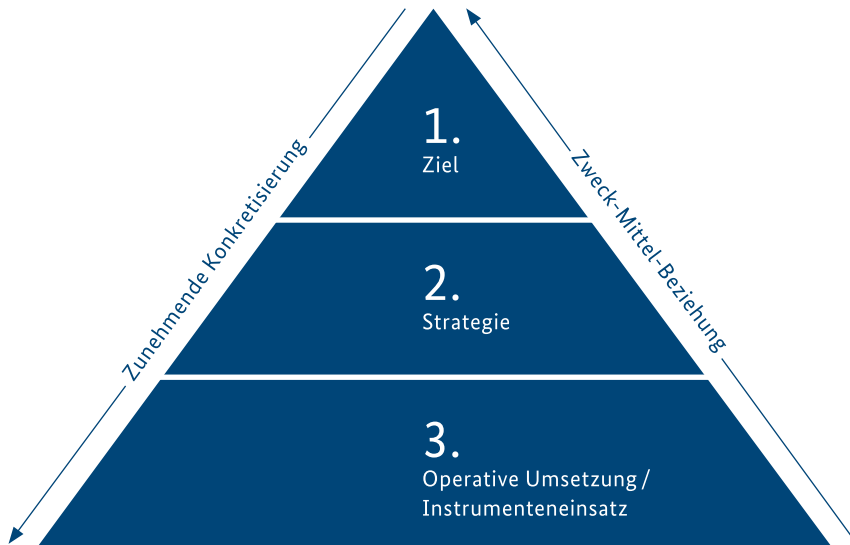 1.
Ziel
Zunehmende Konkretisierung
Zweck-Mittel-Beziehung
2.
Strategie
3.
Operative Umsetzung /
Instrumenteneinsatz